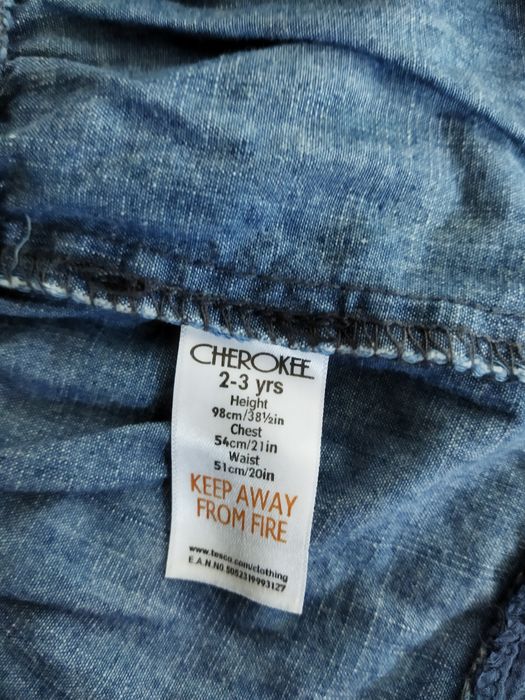 CHEROKEE
2-3 yrs
Height
98cm/38½in
Chest
54cm/21in
Waist
51cm/20in
KEEP AWAY
FROM FIRE
www.tesco.com/clothing
E.A.N.NO.5052319993127